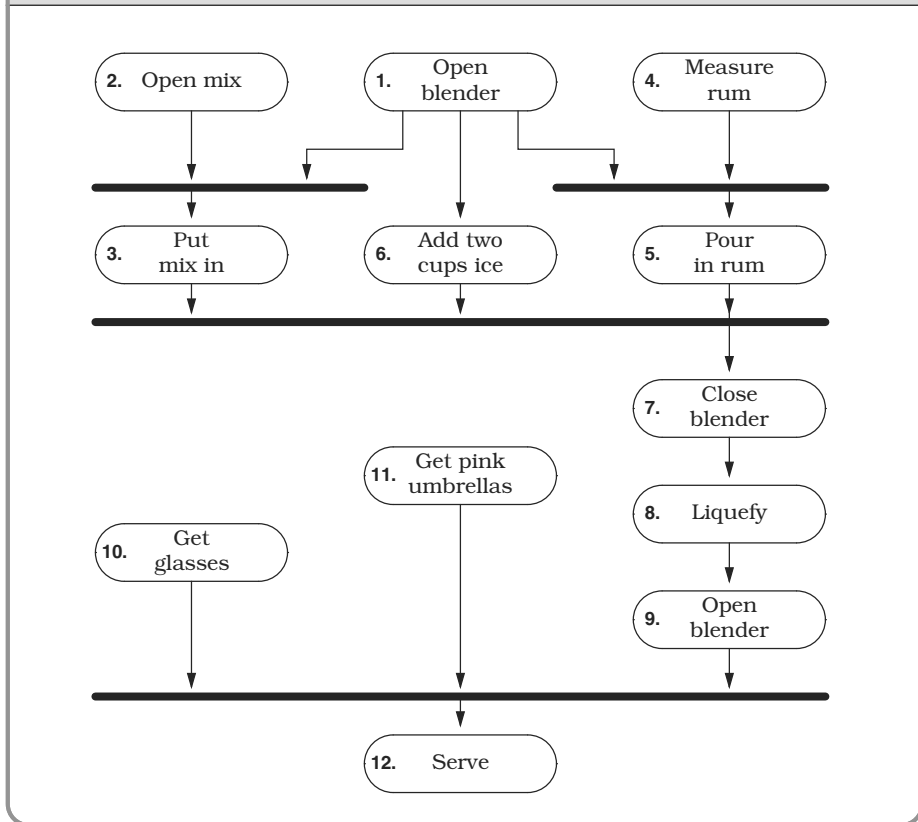 2. Open mix
1. Open
blender
4. Measure
rum
3. Put
mix in
6. Add two
cups ice
5. Pour
in rum
7. Close
blender
11. Get pink
umbrellas
8. Liquefy
10. Get
glasses
9. Open
blender
12. Serve